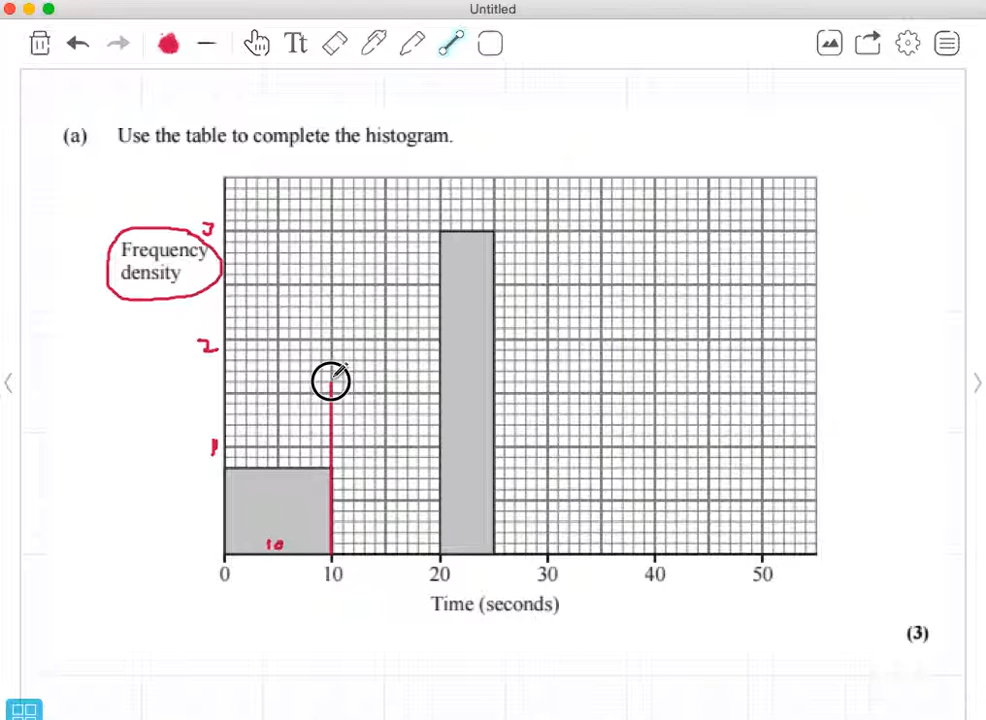 Untitled
Tt
(a) Use the table to complete the histogram.
3
Frequency
density
2
1
10
0 10 20 30 40 50
Time (seconds)
(3)